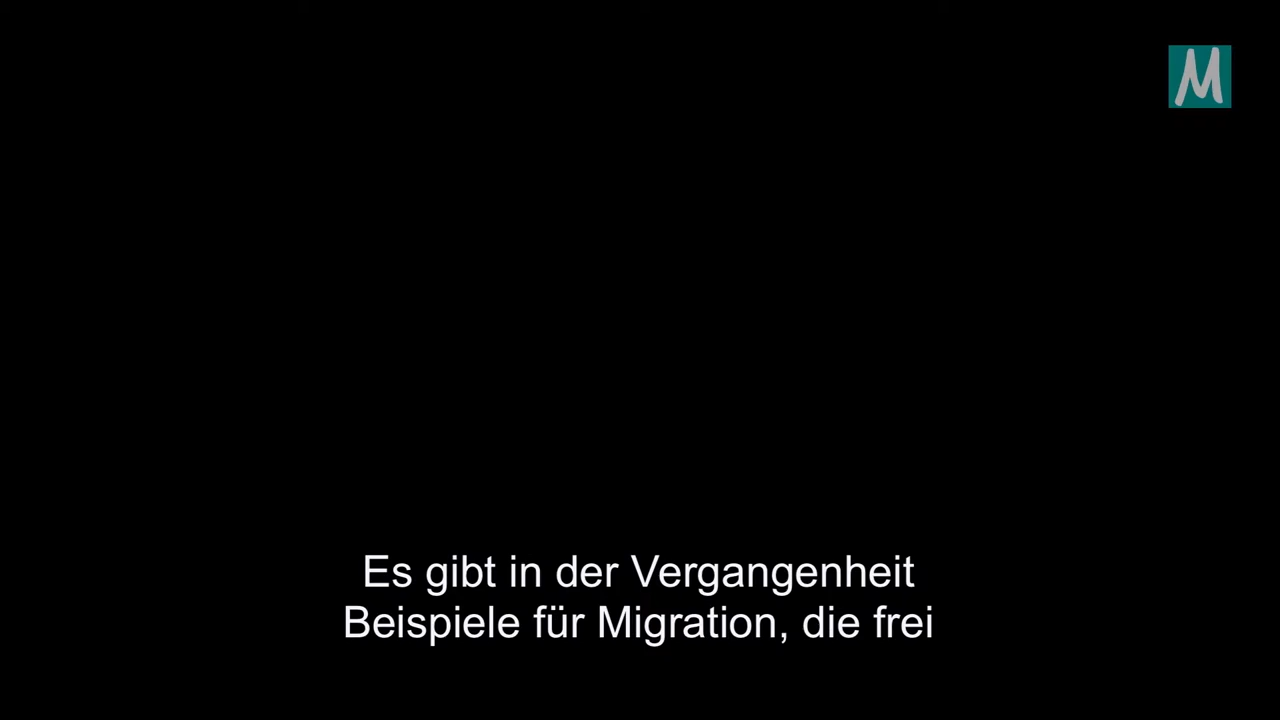 M
Es gibt in der Vergangenheit
Beispiele für Migration, die frei